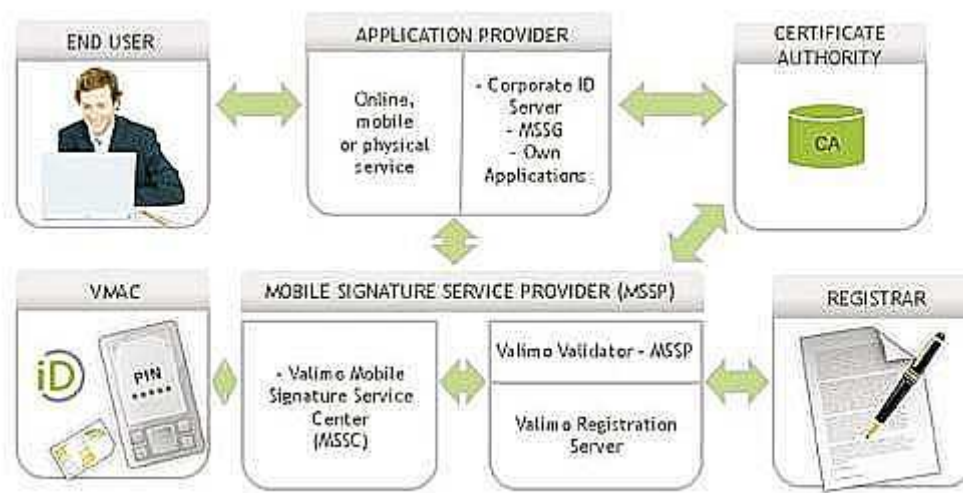 END USER
APPLICATION PROVIDER
CERTIFICATE
AUTHORITY
Online,
mobile
or physical
service
- Corporate ID
Server
- MSSG
- Own
Applications
CA
VMAC
MOBILE SIGNATURE SERVICE PROVIDER (MSSP)
REGISTRAR
iD
PIN
•••••
- Valimo Mobile
Signature Service
Center
(MSSC)
Valimo Validator - MSSP
Valimo Registration
Server